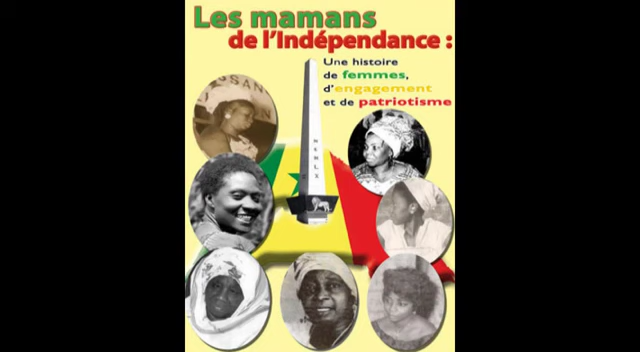 Les mamans
de l'Indépendance :
Une histoire
de femmes,
d'engagement
et de patriotisme